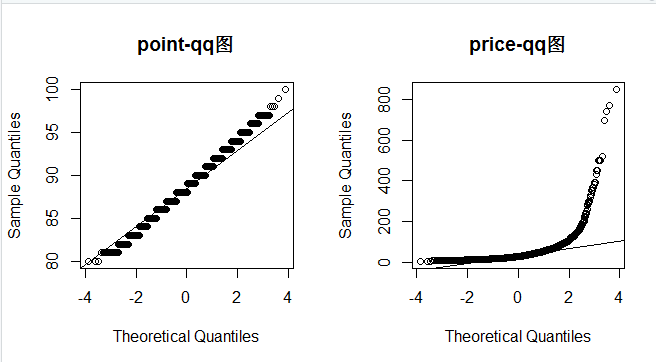 point-qq图
Sample Quantiles
80 85 90 95 100
-4 -2 0 2 4
Theoretical Quantiles
price-qq图
Sample Quantiles
0 200 400 600 800
-4 -2 0 2 4
Theoretical Quantiles